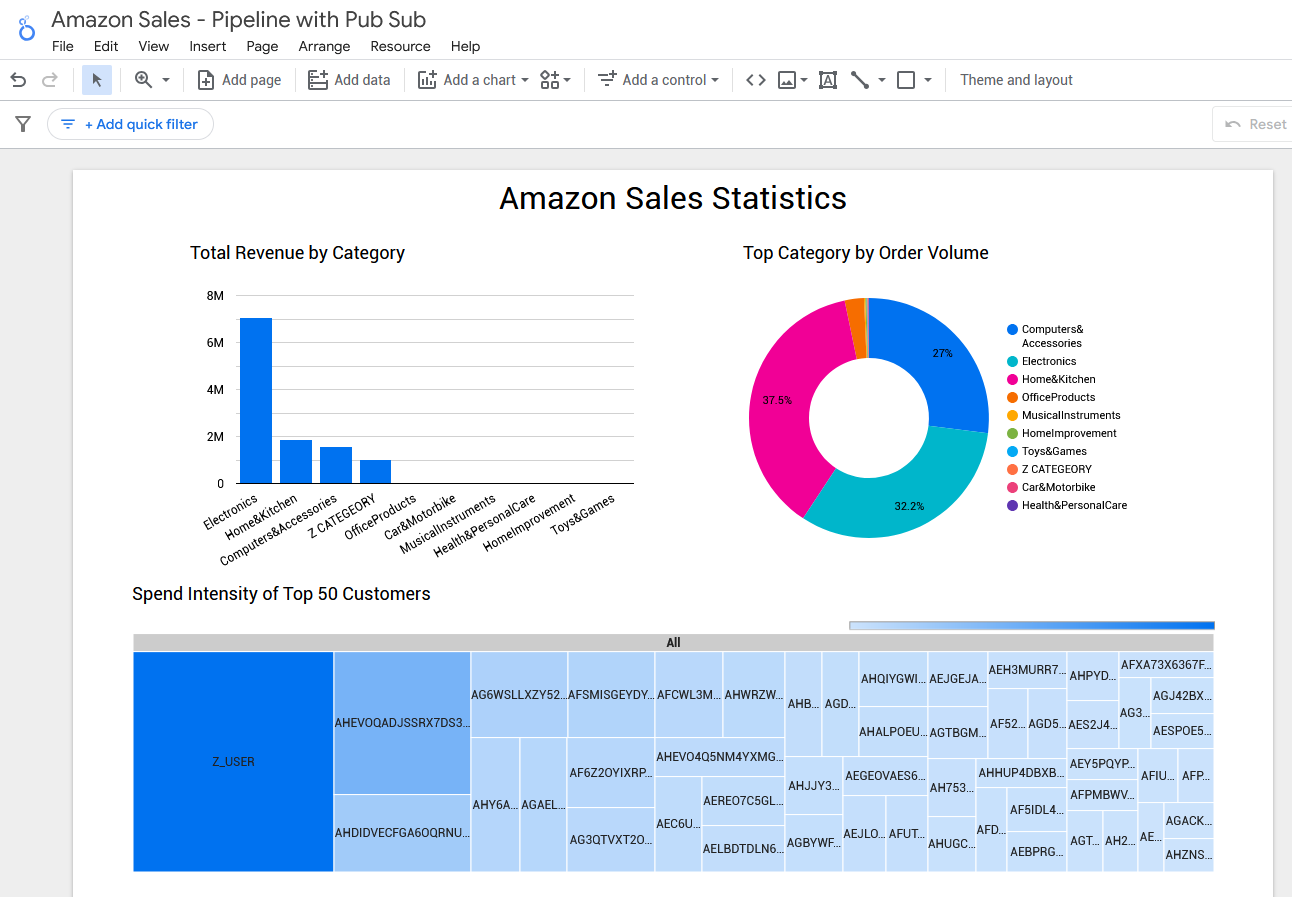 Amazon Sales - Pipeline with Pub Sub
File Edit View Insert Page Arrange Resource Help
Add page Add data Add a chart Add a control Theme and layout
+ Add quick filter Reset
Amazon Sales Statistics
Total Revenue by Category
8M
6M
4M
2M
0
Electronics
Home&Kitchen
Computers&Accessories
Z CATEGEORY
OfficeProducts
Car&Motorbike
MusicalInstruments
Health&PersonalCare
HomeImprovement
Toys&Games
Top Category by Order Volume
27%
37.5%
32.2%
Computers&
Accessories
Electronics
Home&Kitchen
OfficeProducts
MusicalInstruments
HomeImprovement
Toys&Games
Z CATEGEORY
Car&Motorbike
Health&PersonalCare
Spend Intensity of Top 50 Customers
All
Z_USER
AHEVOQADJSSRX7DS3...
AHDIDVECFGA6OQRNU...
AG6WSLLXZY52...
AFSMISGEYDY...
AHY6A...
AGAEL...
AF6Z2OYIXRP...
AG3QTVXT2O...
AFCWL3M...
AHWRZW...
AHEVO4Q5NM4YXMG...
AEC6U...
AEREO7C5GL...
AELBDTDLN6...
AHB...
AGD...
AHJJY3...
AGBYWF...
AHQIYGWI...
AHALPOEU...
AEJGEJA...
AGTBGM...
AEGEOVAES6...
AEJLO...
AFUT...
AH753...
AHUGC...
AEH3MURR7...
AF52...
AGD5...
AHHUP4DBXB...
AFD...
AF5IDL4...
AEBPRG...
AHPYD...
AES2J4...
AFXA73X6367F...
AG3...
AGJ42BX...
AESPOE5...
AEY5PQYP...
AFPMBWV...
AGT...
AH2...
AFIU...
AFP...
AE...
AGACK...
AHZNS...